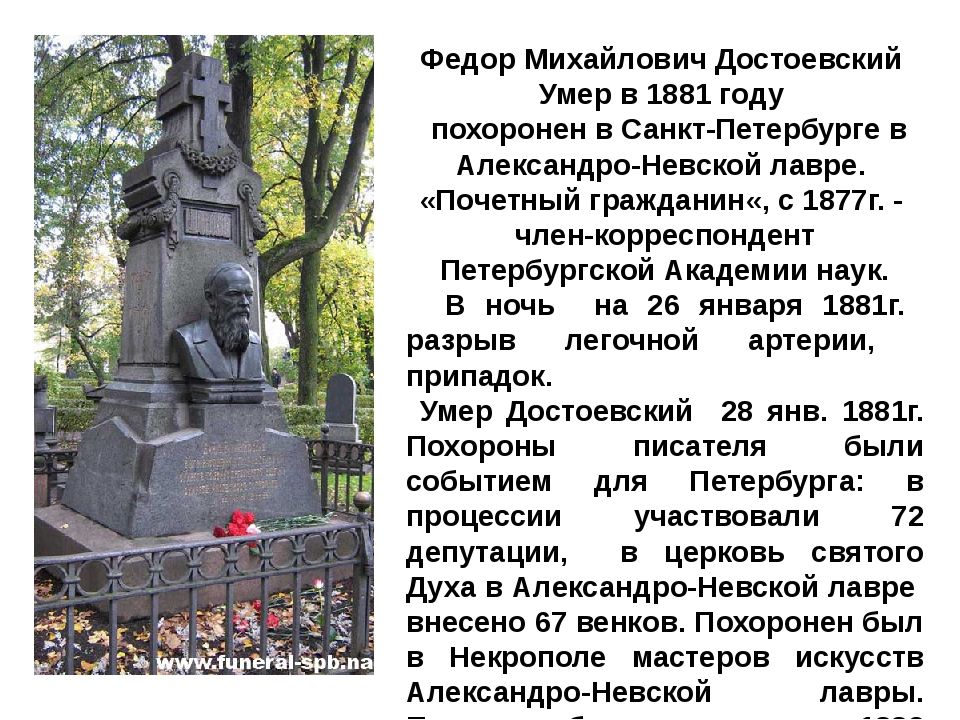 Федор Михайлович Достоевский
Умер в 1881 году
похоронен в Санкт-Петербурге в
Александро-Невской лавре.
«Почетный гражданин«, с 1877г. -
член-корреспондент
Петербургской Академии наук.
В ночь на 26 января 1881г.
разрыв легочной артерии,
припадок.
Умер Достоевский 28 янв. 1881г.
Похороны писателя были
событием для Петербурга: в
процессии участвовали 72
депутации, в церковь святого
Духа в Александро-Невской лавре
внесено 67 венков. Похоронен был
в Некрополе мастеров искусств
Александро-Невской лавры.
www.funeral-spb.na